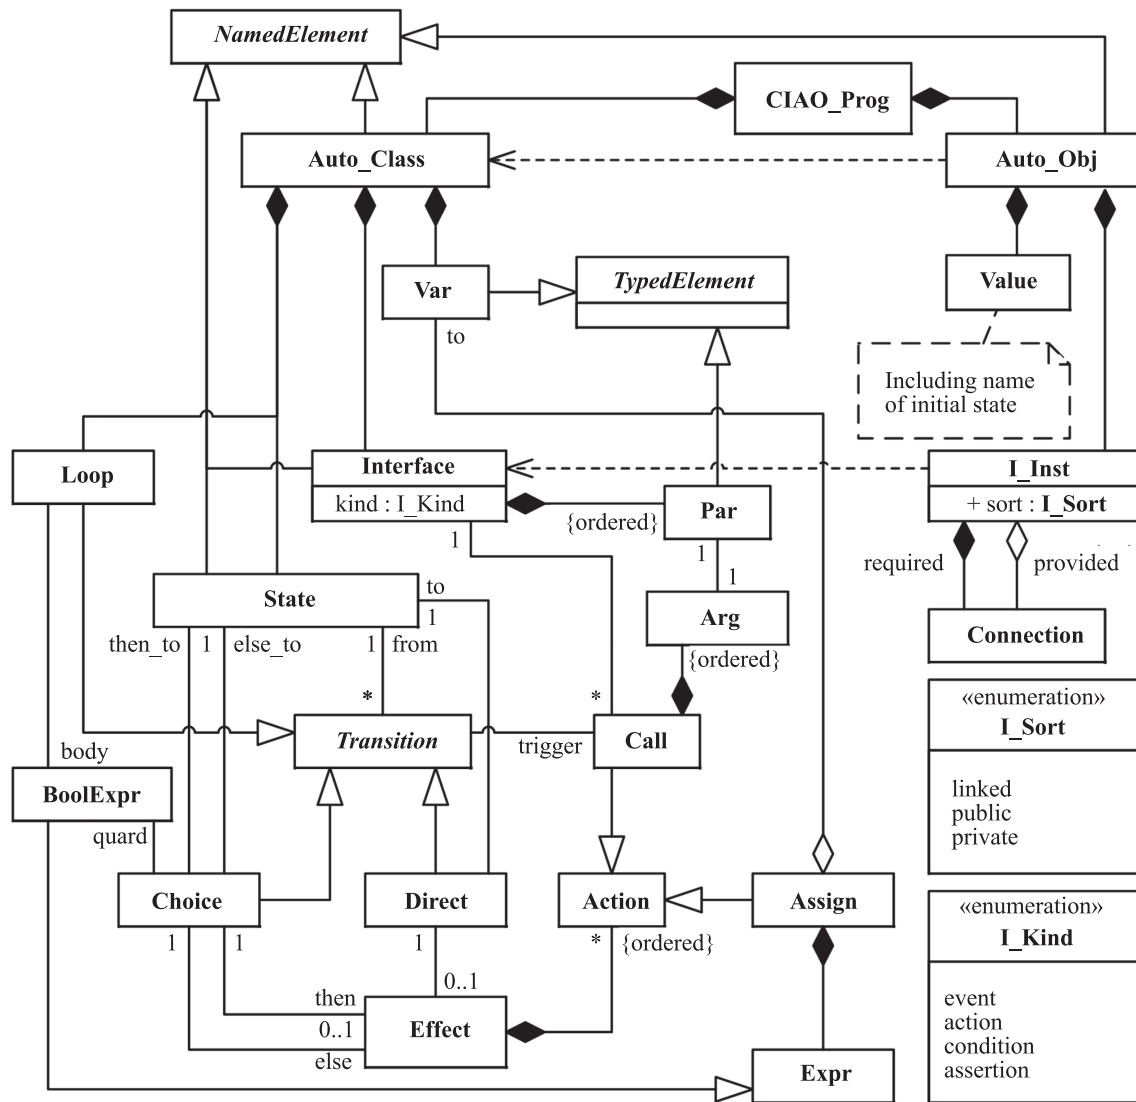 NamedElement
CIAO_Prog
Auto_Class
Auto_Obj
Var
to
TypedElement
Value
Including name
of initial state
Loop
Interface
kind : I_Kind
{ordered}
1
Par
1
I_Inst
+ sort : I_Sort
required
provided
State
to
1
then_to
1
else_to
1
from
*
1
Arg
{ordered}
*
Connection
Transition
trigger
Call
«enumeration»
I_Sort
linked
public
private
body
BoolExpr
quard
Choice
1
1
Direct
1
Action
*
{ordered}
Assign
«enumeration»
I_Kind
event
action
condition
assertion
then
0..1
else
0..1
Effect
Expr